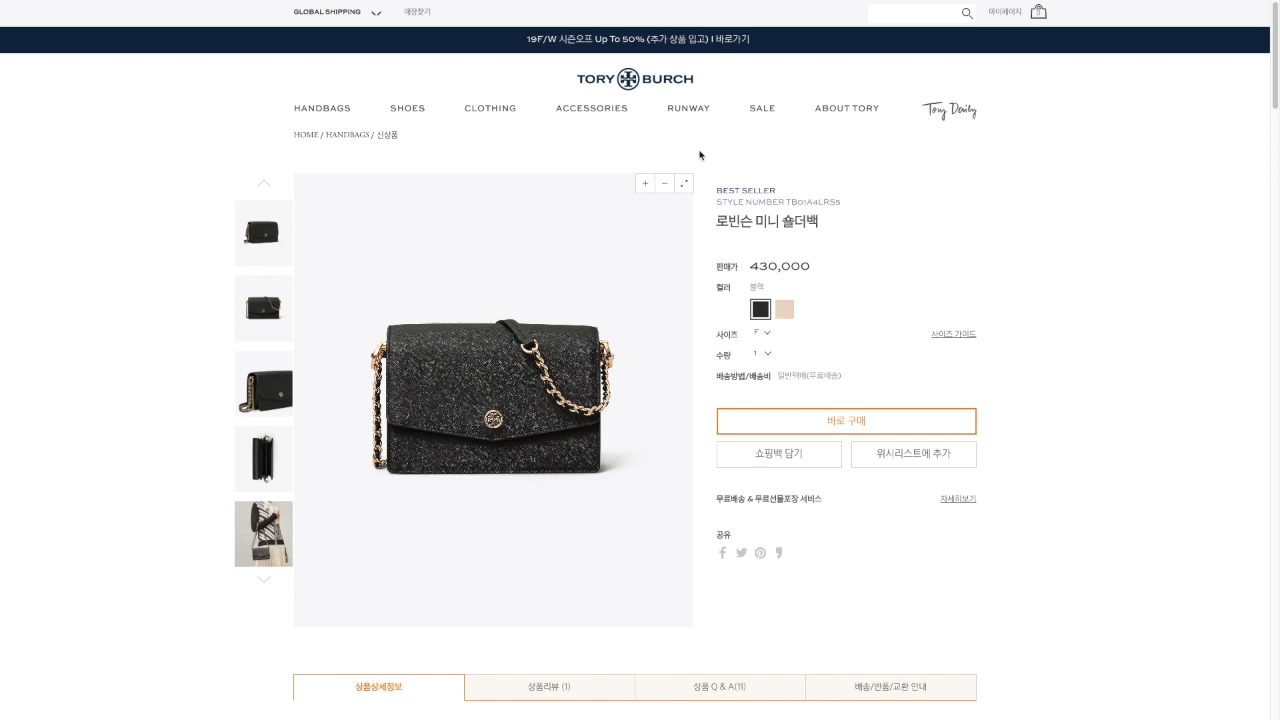 GLOBAL SHIPPING
매장찾기
마이페이지
0
19F/W 시즌오프 Up To 50% (추가 상품 입고) I 바로가기
TORY BURCH
HANDBAGS SHOES CLOTHING ACCESSORIES RUNWAY SALE ABOUT TORY Tory Daily
HOME / HANDBAGS / 신상품
BEST SELLER
STYLE NUMBER TB01A4LRS5
로빈슨 미니 숄더백
판매가 430,000
컬러 블랙
사이즈 F 사이즈 가이드
수량 1
배송방법/배송비 일반택배(무료배송)
바로 구매
쇼핑백 담기 위시리스트에 추가
무료배송 & 무료선물포장 서비스 자세히보기
공유
상품상세정보 상품리뷰 (1) 상품 Q & A(11) 배송/반품/교환 안내